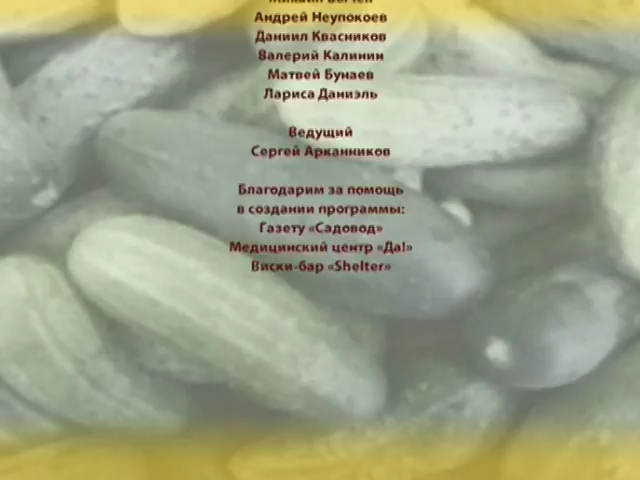 Андрей Неупокоев
Даниил Квасников
Валерий Калинин
Матвей Бунаев
Лариса Даниэль
Ведущий
Сергей Арканников
Благодарим за помощь
в создании программы:
Газету «Садовод»
Медицинский центр «Да!»
Виски-бар «Shelter»